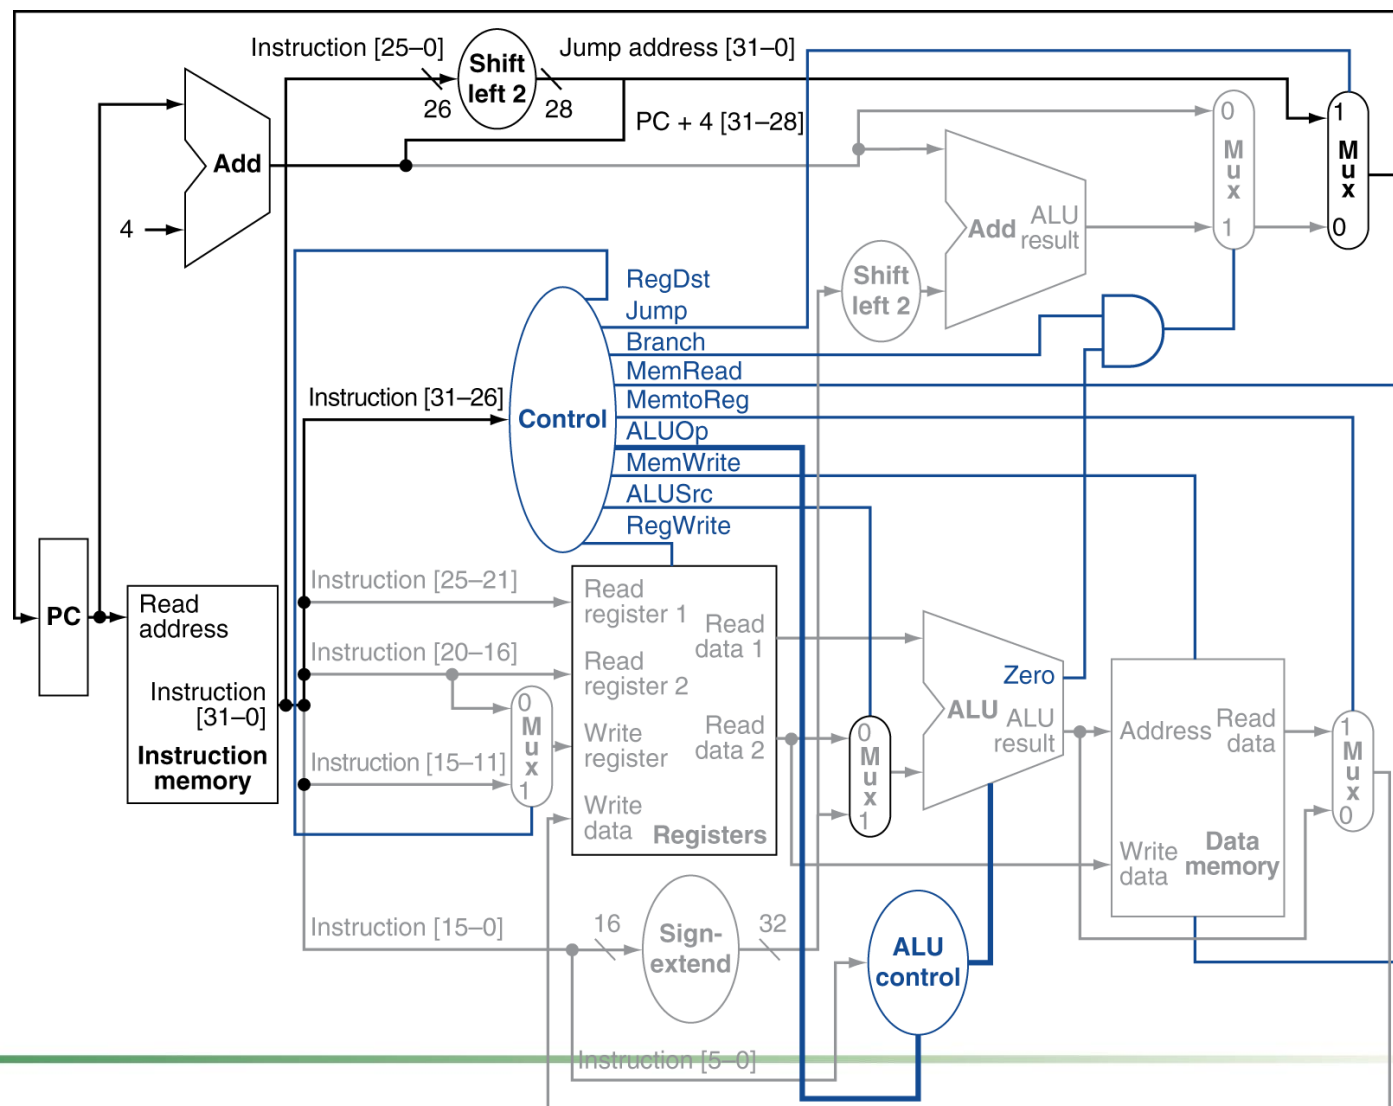 Instruction [25–0]
Shift
left 2
Jump address [31–0]
26
28
PC + 4 [31–28]
Add
4
0
M
u
x
1
1
M
u
x
0
Add
ALU
result
Shift
left 2
RegDst
Jump
Branch
MemRead
MemtoReg
ALUOp
MemWrite
ALUSrc
RegWrite
Instruction [31–26]
Control
PC
Read
address
Instruction
[31–0]
Instruction
memory
Instruction [25–21]
Instruction [20–16]
Instruction [15–11]
0
M
u
x
1
Read
register 1
Read
register 2
Write
register
Write
data
Read
data 1
Read
data 2
Registers
0
M
u
x
1
Zero
ALU
ALU
result
Address
Read
data
Write
data
Data
memory
1
M
u
x
0
Instruction [15–0]
16
Sign-
extend
32
ALU
control
Instruction [5–0]